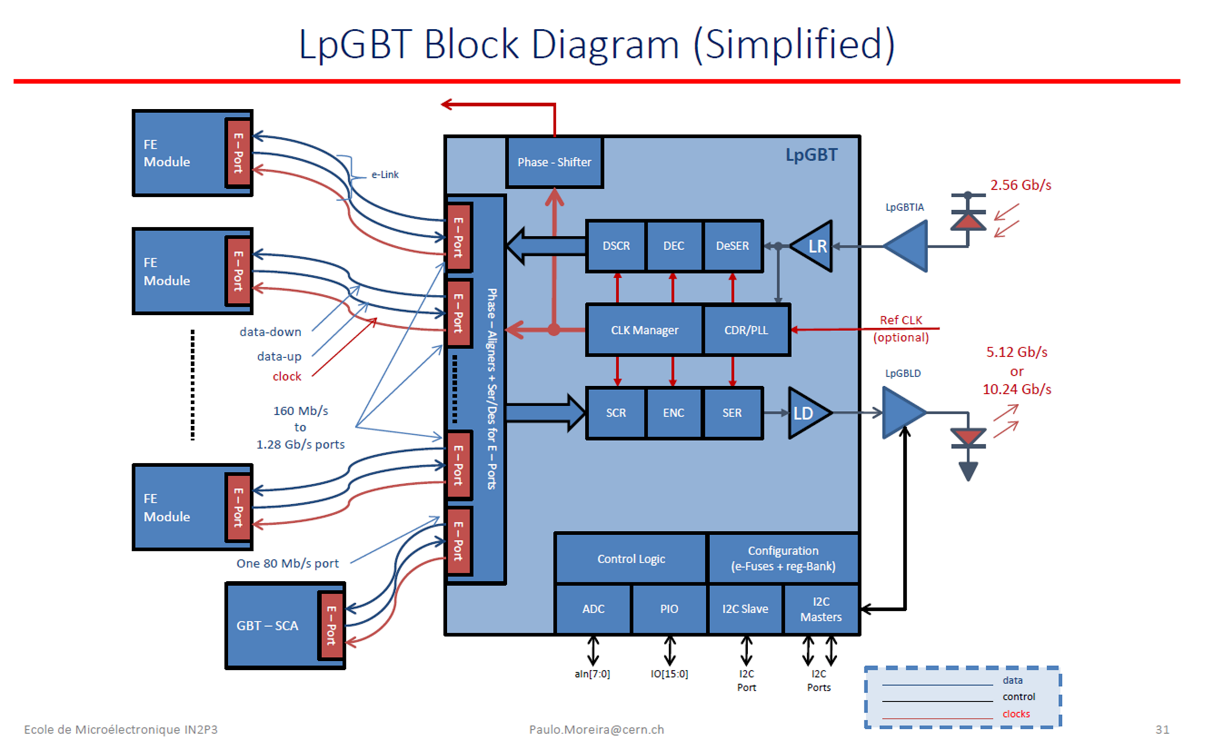 LpGBT Block Diagram (Simplified)
FE
Module
E – Port
e-Link
FE
Module
E – Port
data-down
data-up
clock
160 Mb/s
to
1.28 Gb/s ports
FE
Module
E – Port
One 80 Mb/s port
GBT – SCA
E – Port
Phase - Shifter
LpGBT
E – Port
E – Port
E – Port
E – Port
Phase – Aligners + Ser/Des for E – Ports
DSCR
DEC
DeSER
LR
CLK Manager
CDR/PLL
SCR
ENC
SER
LD
LpGBTIA
2.56 Gb/s
Ref CLK
(optional)
LpGBLD
5.12 Gb/s
or
10.24 Gb/s
Control Logic
Configuration
(e-Fuses + reg-Bank)
ADC
PIO
I2C Slave
I2C
Masters
aIn[7:0]
IO[15:0]
I2C
Port
I2C
Ports
data
control
clocks
Ecole de Microélectronique IN2P3
Paulo.Moreira@cern.ch
31